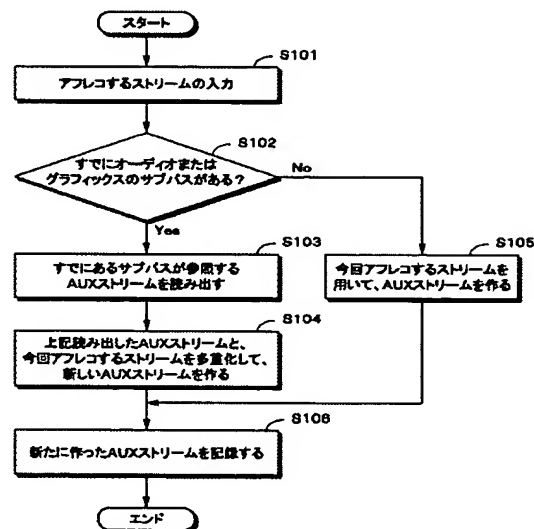 スタート
S101
アフレコするストリームの入力
S102
すでにオーディオまたは
グラフィックスのサブパスがある?
No
Yes
S103
すでにあるサブパスが参照する
AUXストリームを読み出す
S105
今回アフレコするストリームを
用いて、AUXストリームを作る
S104
上記読み出したAUXストリームと、
今回アフレコするストリームを多重化して、
新しいAUXストリームを作る
S106
新たに作ったAUXストリームを記録する
エンド